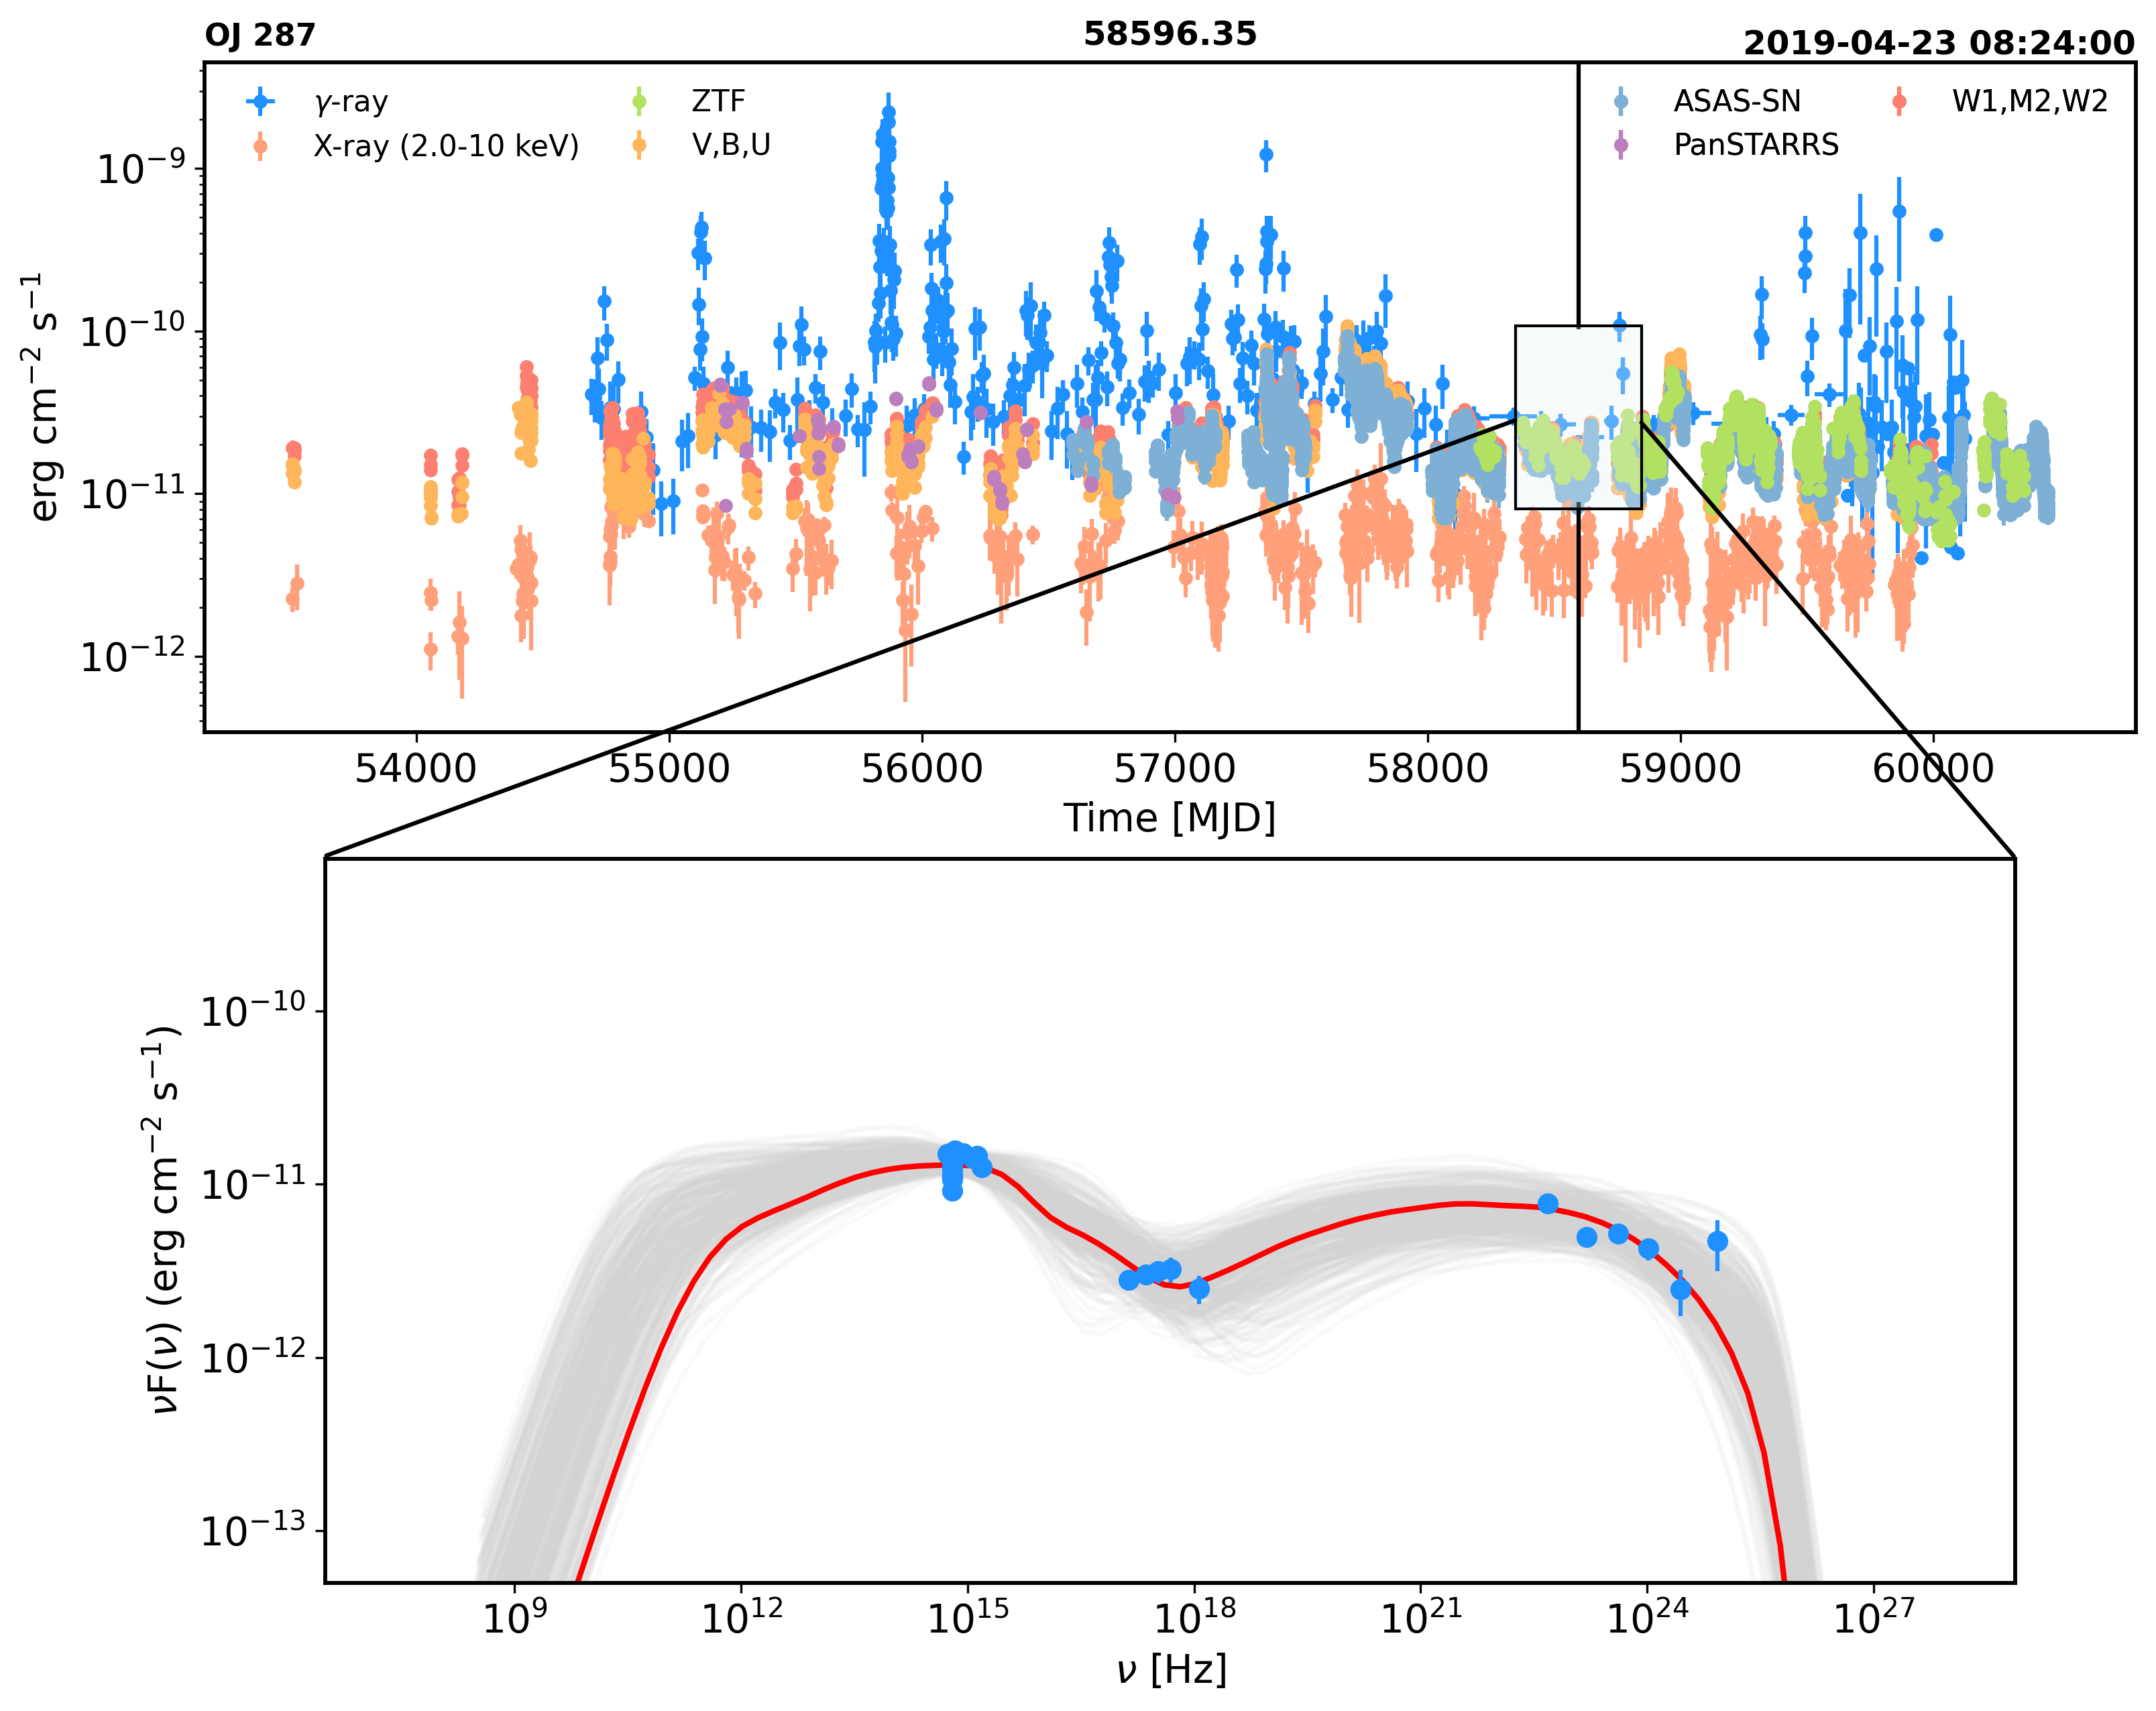 OJ 287 58596.35 2019-04-23 08:24:00
γ-ray ZTF ASAS-SN W1,M2,W2
X-ray (2.0-10 keV) V,B,U PanSTARRS
erg cm⁻² s⁻¹
10⁻⁹
10⁻¹⁰
10⁻¹¹
10⁻¹²
54000 55000 56000 57000 58000 59000 60000
Time [MJD]
νF(ν) (erg cm⁻² s⁻¹)
10⁻¹⁰
10⁻¹¹
10⁻¹²
10⁻¹³
10⁹ 10¹² 10¹⁵ 10¹⁸ 10²¹ 10²⁴ 10²⁷
ν [Hz]